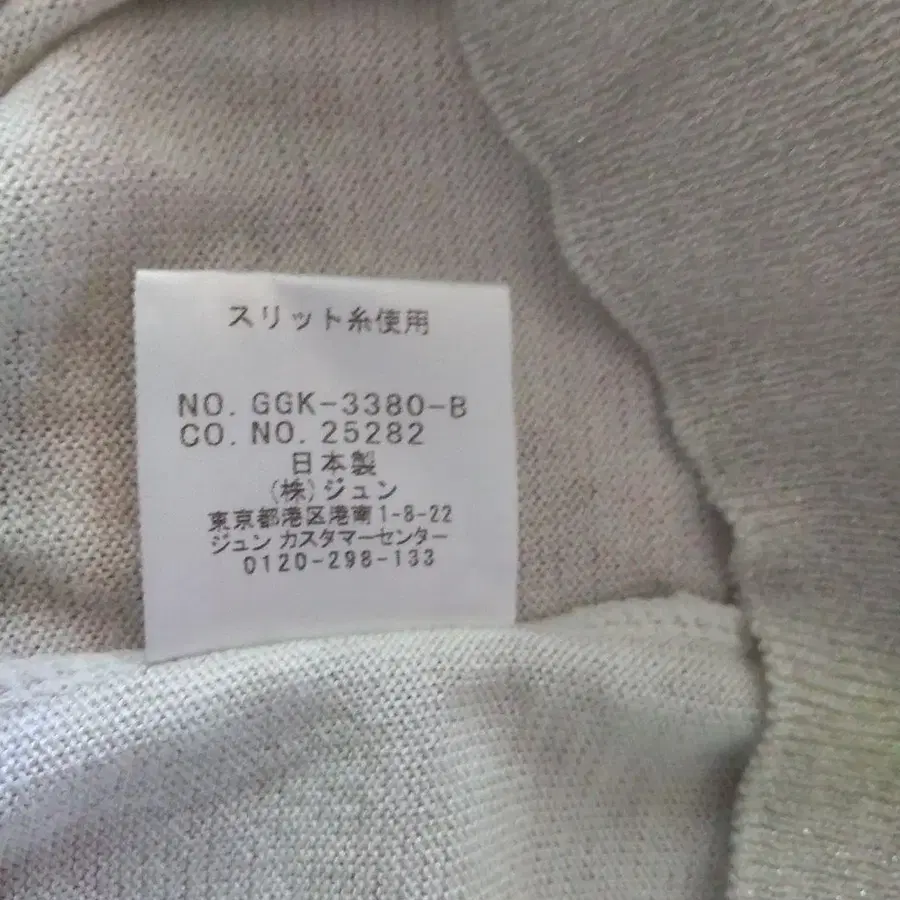 スリット糸使用
NO. GGK-3380-B
CO. NO. 25282
日本製
(株)ジュン
東京都港区港南1-8-22
ジュン カスタマーセンター
0120-298-133